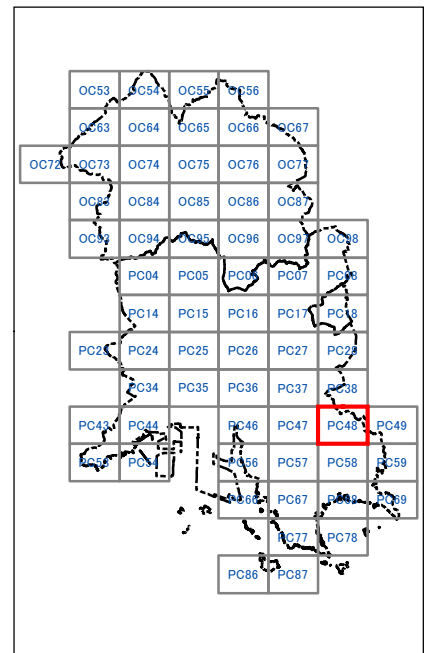 OC53 OC54 OC55 OC56
OC63 OC64 OC65 OC66 OC67
OC72 OC73 OC74 OC75 OC76 OC77
OC83 OC84 OC85 OC86 OC87
OC93 OC94 OC95 OC96 OC97 OC98
PC04 PC05 PC06 PC07 PC08
PC14 PC15 PC16 PC17 PC18
PC23 PC24 PC25 PC26 PC27 PC28
PC34 PC35 PC36 PC37 PC38
PC43 PC44 PC46 PC47 PC48 PC49
PC53 PC54 PC56 PC57 PC58 PC59
PC66 PC67 PC68 PC69
PC77 PC78
PC86 PC87